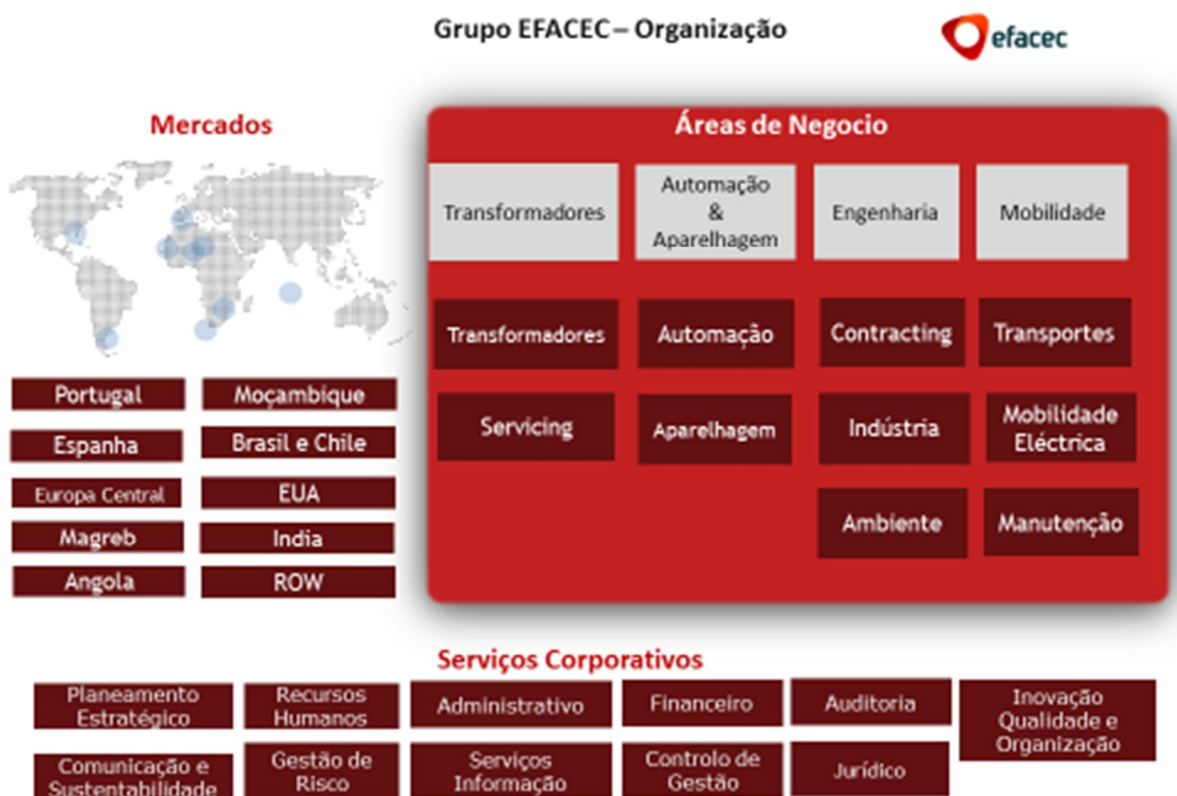 Grupo EFACEC – Organização
efacec
Mercados
Portugal
Moçambique
Espanha
Brasil e Chile
Europa Central
EUA
Magreb
India
Angola
ROW
Áreas de Negocio
Transformadores
Automação
&
Aparelhagem
Engenharia
Mobilidade
Transformadores
Automação
Contracting
Transportes
Servicing
Aparelhagem
Indústria
Mobilidade
Eléctrica
Ambiente
Manutenção
Serviços Corporativos
Planeamento
Estratégico
Recursos
Humanos
Administrativo
Financeiro
Auditoria
Inovação
Qualidade e
Organização
Comunicação e
Sustentabilidade
Gestão de
Risco
Serviços
Informação
Controlo de
Gestão
Jurídico